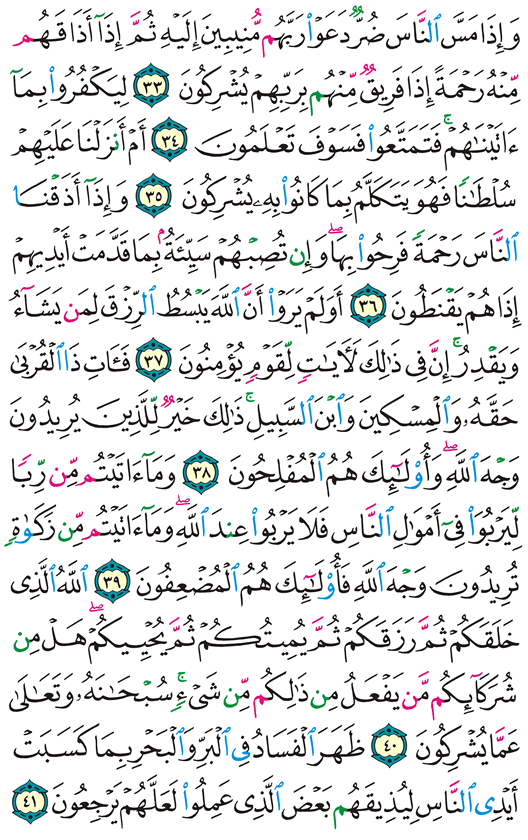 وَإِذَا مَسَّ ٱلنَّاسَ ضُرٌّ دَعَوْا۟ رَبَّهُم مُّنِيبِينَ إِلَيْهِ ثُمَّ إِذَآ أَذَاقَهُم
مِّنْهُ رَحْمَةً إِذَا فَرِيقٌ مِّنْهُم بِرَبِّهِمْ يُشْرِكُونَ ٣٣ لِيَكْفُرُوا۟ بِمَآ
ءَاتَيْنَٰهُمْ ۚ فَتَمَتَّعُوا۟ فَسَوْفَ تَعْلَمُونَ ٣٤ أَمْ أَنزَلْنَا عَلَيْهِمْ
سُلْطَٰنًا فَهُوَ يَتَكَلَّمُ بِمَا كَانُوا۟ بِهِۦ يُشْرِكُونَ ٣٥ وَإِذَآ أَذَقْنَا
ٱلنَّاسَ رَحْمَةً فَرِحُوا۟ بِهَا ۖ وَإِن تُصِبْهُمْ سَيِّئَةٌۢ بِمَا قَدَّمَتْ أَيْدِيهِمْ
إِذَا هُمْ يَقْنَطُونَ ٣٦ أَوَلَمْ يَرَوْا۟ أَنَّ ٱللَّهَ يَبْسُطُ ٱلرِّزْقَ لِمَن يَشَآءُ
وَيَقْدِرُ ۚ إِنَّ فِى ذَٰلِكَ لَـَٔايَٰتٍ لِّقَوْمٍ يُؤْمِنُونَ ٣٧ فَـَٔاتِ ذَا ٱلْقُرْبَىٰ
حَقَّهُۥ وَٱلْمِسْكِينَ وَٱبْنَ ٱلسَّبِيلِ ۚ ذَٰلِكَ خَيْرٌ لِّلَّذِينَ يُرِيدُونَ
وَجْهَ ٱللَّهِ ۖ وَأُو۟لَٰٓئِكَ هُمُ ٱلْمُفْلِحُونَ ٣٨ وَمَآ ءَاتَيْتُم مِّن رِّبًا
لِّيَرْبُوَا۟ فِىٓ أَمْوَٰلِ ٱلنَّاسِ فَلَا يَرْبُوا۟ عِندَ ٱللَّهِ ۖ وَمَآ ءَاتَيْتُم مِّن زَكَوٰةٍ
تُرِيدُونَ وَجْهَ ٱللَّهِ فَأُو۟لَٰٓئِكَ هُمُ ٱلْمُضْعِفُونَ ٣٩ ٱللَّهُ ٱلَّذِى
خَلَقَكُمْ ثُمَّ رَزَقَكُمْ ثُمَّ يُمِيتُكُمْ ثُمَّ يُحْيِيكُمْ ۖ هَلْ مِن
شُرَكَآئِكُم مَّن يَفْعَلُ مِن ذَٰلِكُم مِّن شَىْءٍ ۚ سُبْحَٰنَهُۥ وَتَعَٰلَىٰ
عَمَّا يُشْرِكُونَ ٤٠ ظَهَرَ ٱلْفَسَادُ فِى ٱلْبَرِّ وَٱلْبَحْرِ بِمَا كَسَبَتْ
أَيْدِى ٱلنَّاسِ لِيُذِيقَهُم بَعْضَ ٱلَّذِى عَمِلُوا۟ لَعَلَّهُمْ يَرْجِعُونَ ٤١